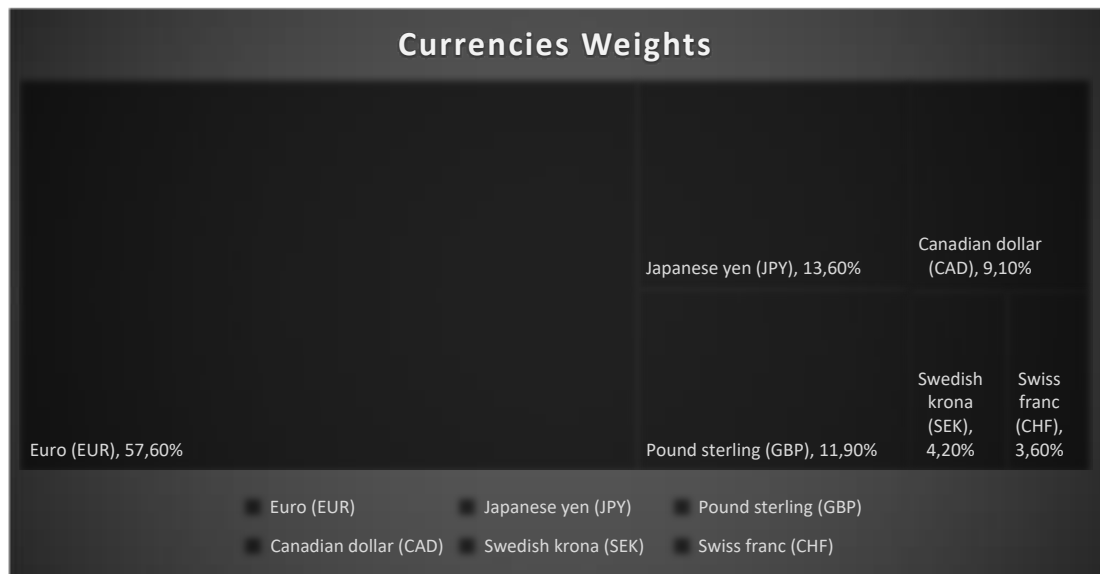 Currencies Weights
Japanese yen (JPY), 13,60%
Canadian dollar
(CAD), 9,10%
Euro (EUR), 57,60%
Pound sterling (GBP), 11,90%
Swedish
krona
(SEK),
4,20%
Swiss
franc
(CHF),
3,60%
Euro (EUR)
Japanese yen (JPY)
Pound sterling (GBP)
Canadian dollar (CAD)
Swedish krona (SEK)
Swiss franc (CHF)